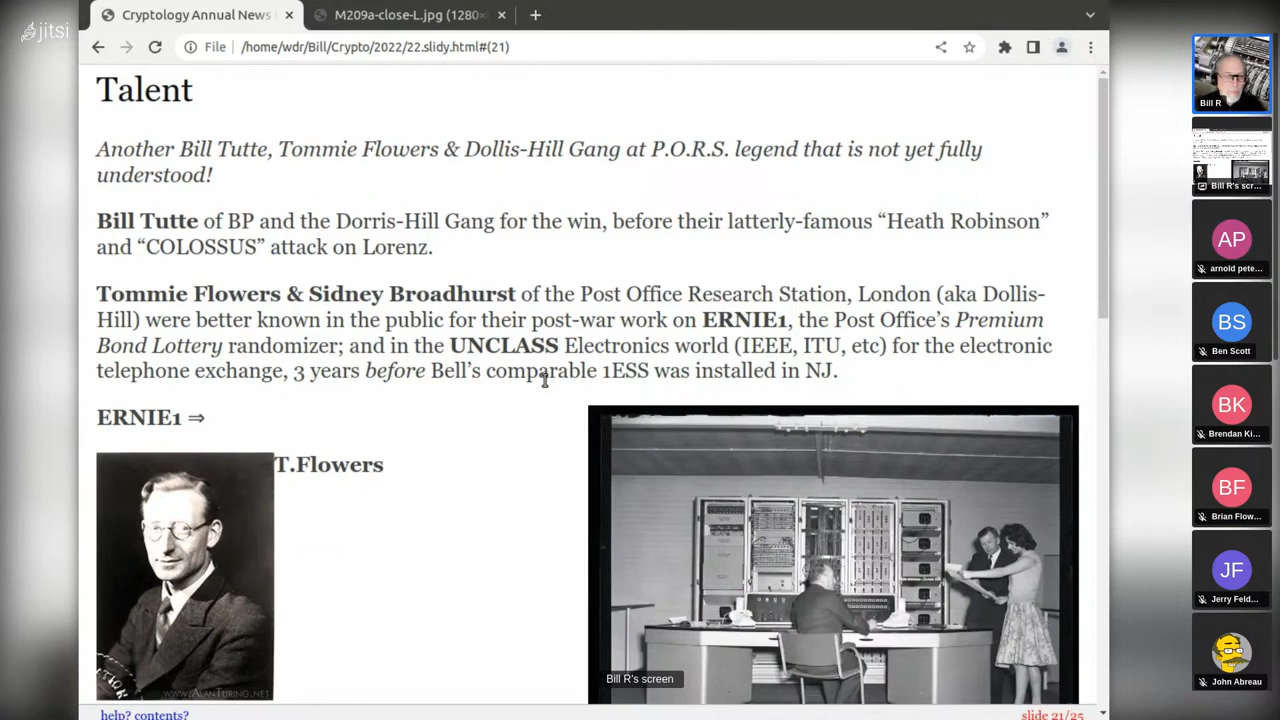 jitsi
Cryptology Annual News
M209a-close-L.jpg (1280×
File
/home/wdr/Bill/Crypto/2022/22.slidy.html#(21)
Talent
Another Bill Tutte, Tommie Flowers & Dollis-Hill Gang at P.O.R.S. legend that is not yet fully
understood!
Bill Tutte of BP and the Dorris-Hill Gang for the win, before their latterly-famous “Heath Robinson”
and “COLOSSUS” attack on Lorenz.
Tommie Flowers & Sidney Broadhurst of the Post Office Research Station, London (aka Dollis-
Hill) were better known in the public for their post-war work on ERNIE1, the Post Office’s Premium
Bond Lottery randomizer; and in the UNCLASS Electronics world (IEEE, ITU, etc) for the electronic
telephone exchange, 3 years before Bell’s comparable 1ESS was installed in NJ.
ERNIE1 ⇒
T.Flowers
WWW.ALANTURING.NET
Bill R's screen
help? contents?
slide 21/25
Bill R
Bill R's scr...
AP
arnold pete...
BS
Ben Scott
BK
Brendan Ki...
BF
Brian Flow...
JF
Jerry Feld...
John Abreau